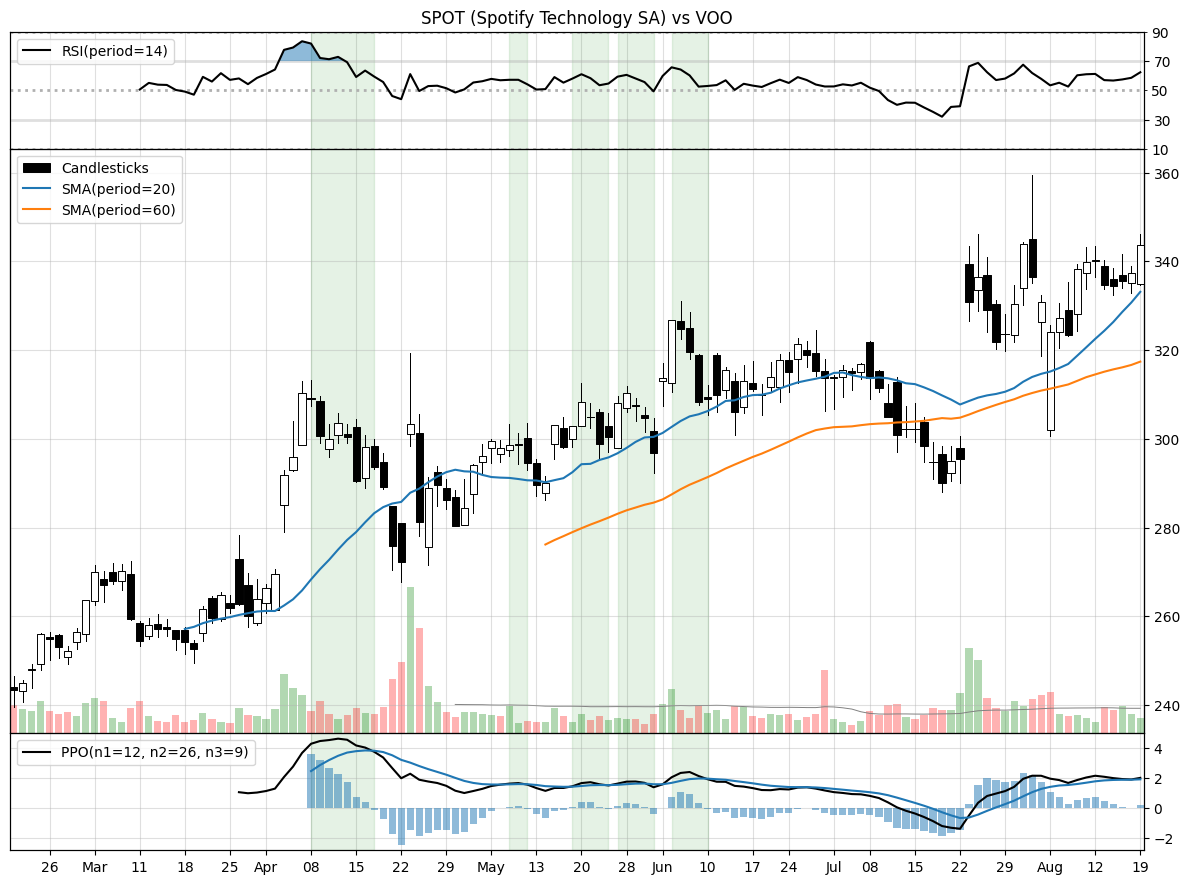 SPOT (Spotify Technology SA) vs VOO
RSI(period=14)
90
70
50
30
10
Candlesticks
SMA(period=20)
SMA(period=60)
360
340
320
300
280
260
240
PPO(n1=12, n2=26, n3=9)
4
2
0
−2
26 Mar 11 18 25 Apr 08 15 22 29 May 13 20 28 Jun 10 17 24 Jul 08 15 22 29 Aug 12 19